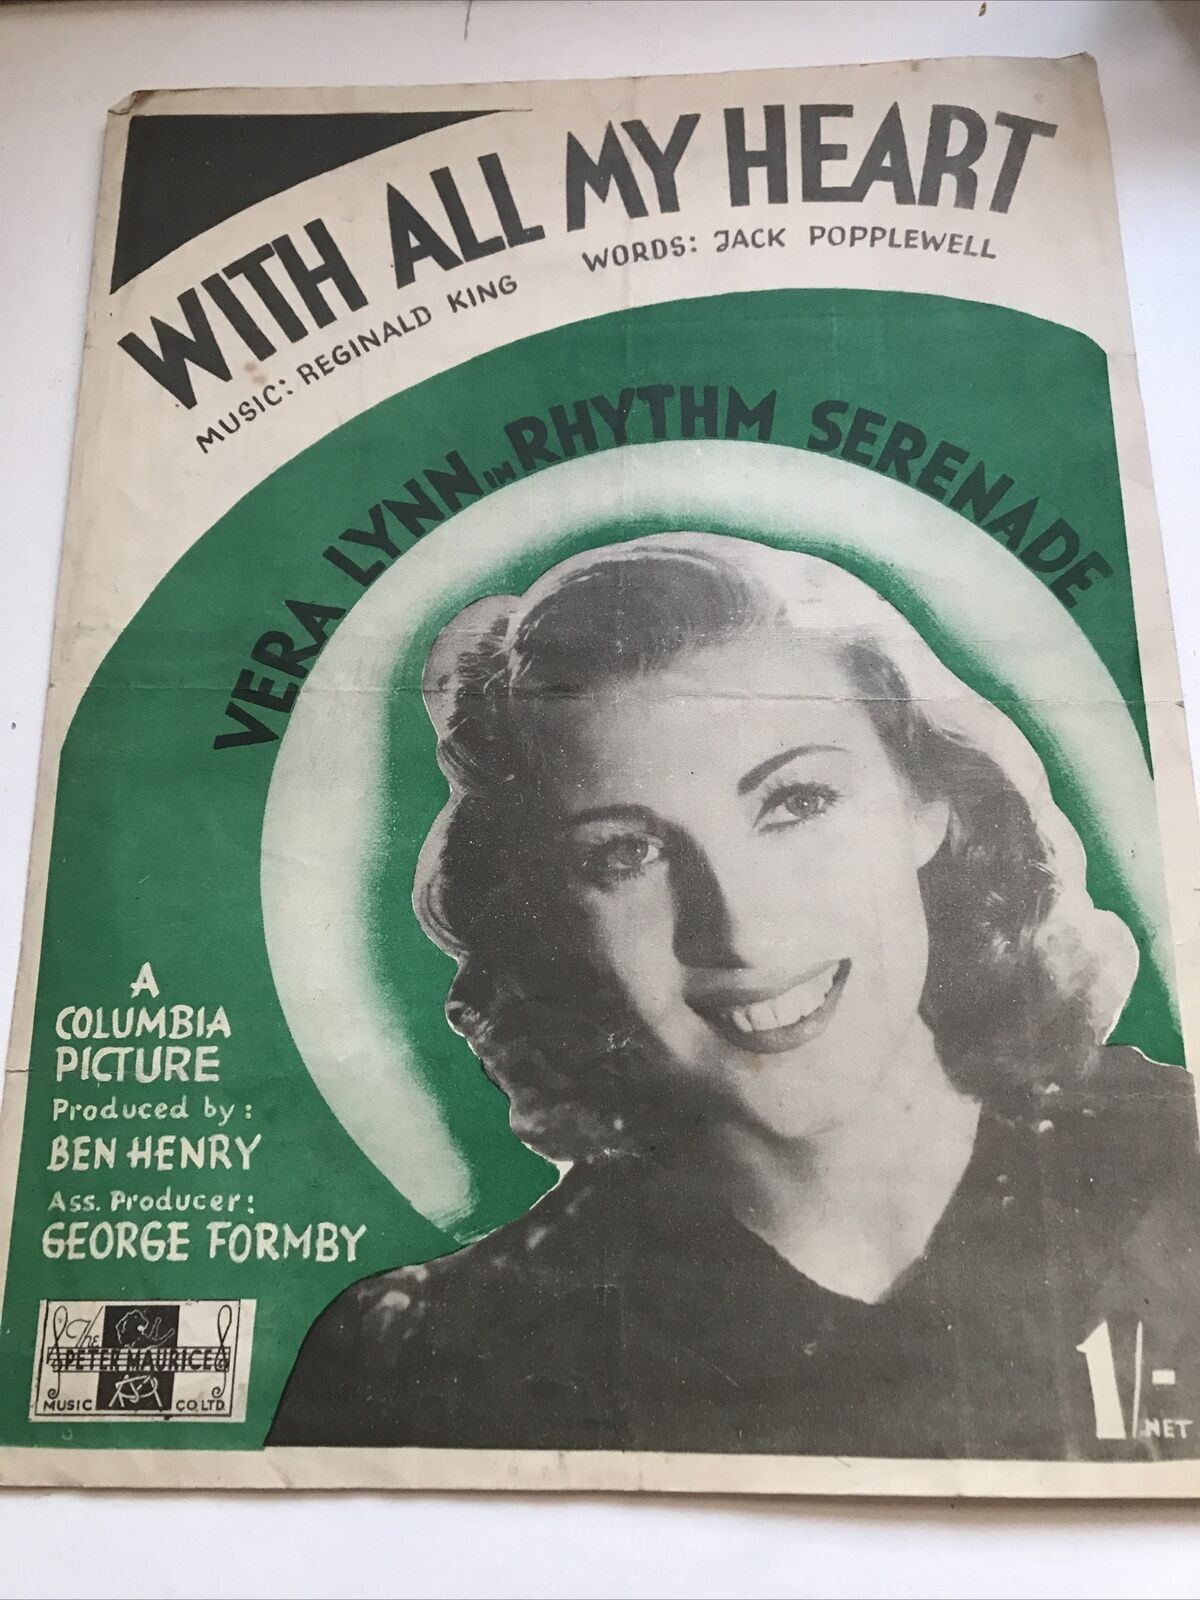 WITH ALL MY HEART
MUSIC: REGINALD KING WORDS: JACK POPPLEWELL
VERA LYNN IN RHYTHM SERENADE
A
COLUMBIA
PICTURE
Produced by:
BEN HENRY
Ass. Producer:
GEORGE FORMBY
The
PETER MAURICE
MUSIC CO. LTD.
1/-
NET